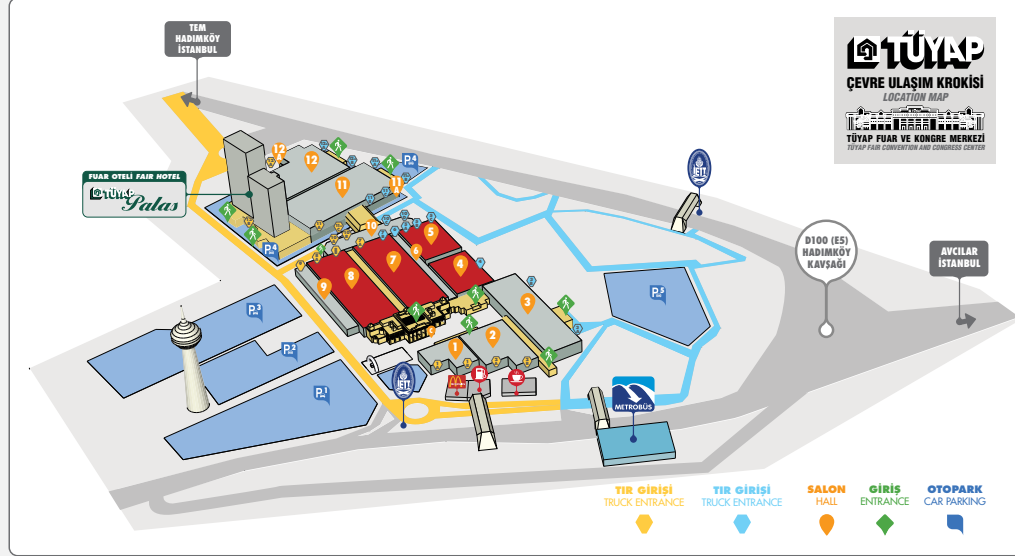 TEM
HADIMKÖY
İSTANBUL
TÜYAP
ÇEVRE ULAŞIM KROKİSİ
LOCATION MAP
TÜYAP FUAR VE KONGRE MERKEZİ
TÜYAP FAIR CONVENTION AND CONGRESS CENTER
FUAR OTELİ FAIR HOTEL
TÜYAP
Palas
12
A
12
11
11
A
P4
P4
10
İETT
5
6
7
8
9
4
3
D100 (E5)
HADIMKÖY
KAVŞAĞI
AVCILAR
İSTANBUL
P5
P3
P2
P1
C
2
1
İETT
METROBÜS
TIR GİRİŞİ
TRUCK ENTRANCE
TIR GİRİŞİ
TRUCK ENTRANCE
SALON
HALL
GİRİŞ
ENTRANCE
OTOPARK
CAR PARKING